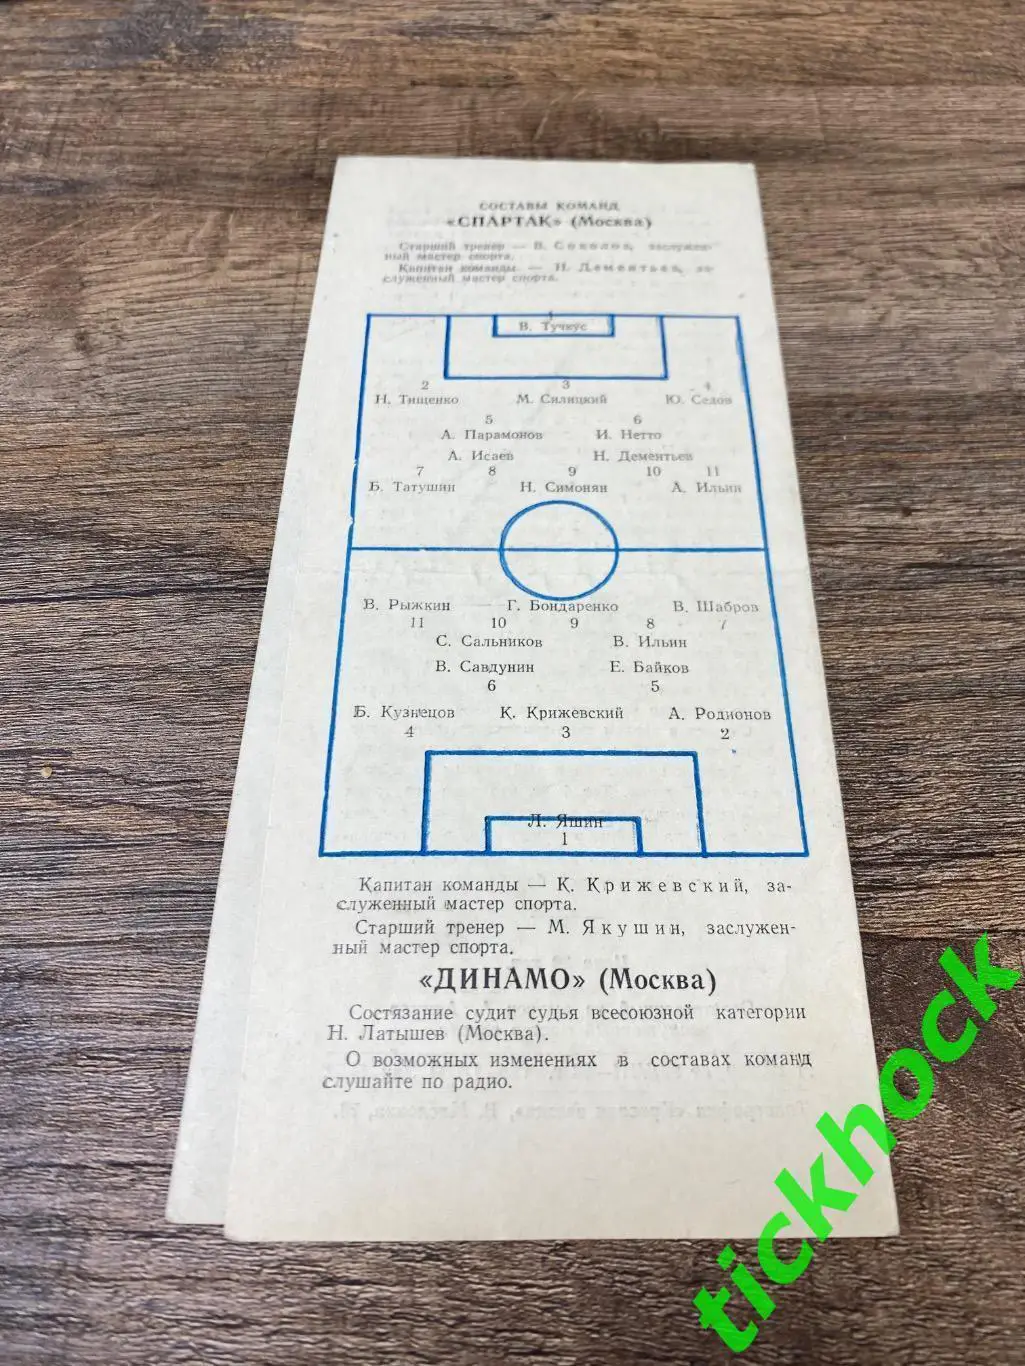 СОСТАВЫ КОМАНД
«СПАРТАК» (Москва)
Старший тренер — В. Соколов, заслужен-
ный мастер спорта.
Капитан команды — Н. Дементьев, за-
служенный мастер спорта.
1
В. Тучкус
2 3 4
Н. Тищенко М. Силицкий Ю. Седов
5 6
А. Парамонов И. Нетто
А. Исаев Н. Дементьев
7 8 9 10 11
Б. Татушин Н. Симонян А. Ильин
В. Рыжкин Г. Бондаренко В. Шабров
11 10 9 8 7
С. Сальников В. Ильин
В. Савдунин Е. Байков
6 5
Б. Кузнецов К. Крижевский А. Родионов
4 3 2
Л. Яшин
1
Капитан команды — К. Крижевский, за-
служенный мастер спорта.
Старший тренер — М. Якушин, заслужен-
ный мастер спорта.
«ДИНАМО» (Москва)
Состязание судит судья всесоюзной категории
Н. Латышев (Москва).
О возможных изменениях в составах команд
слушайте по радио.
tickhock